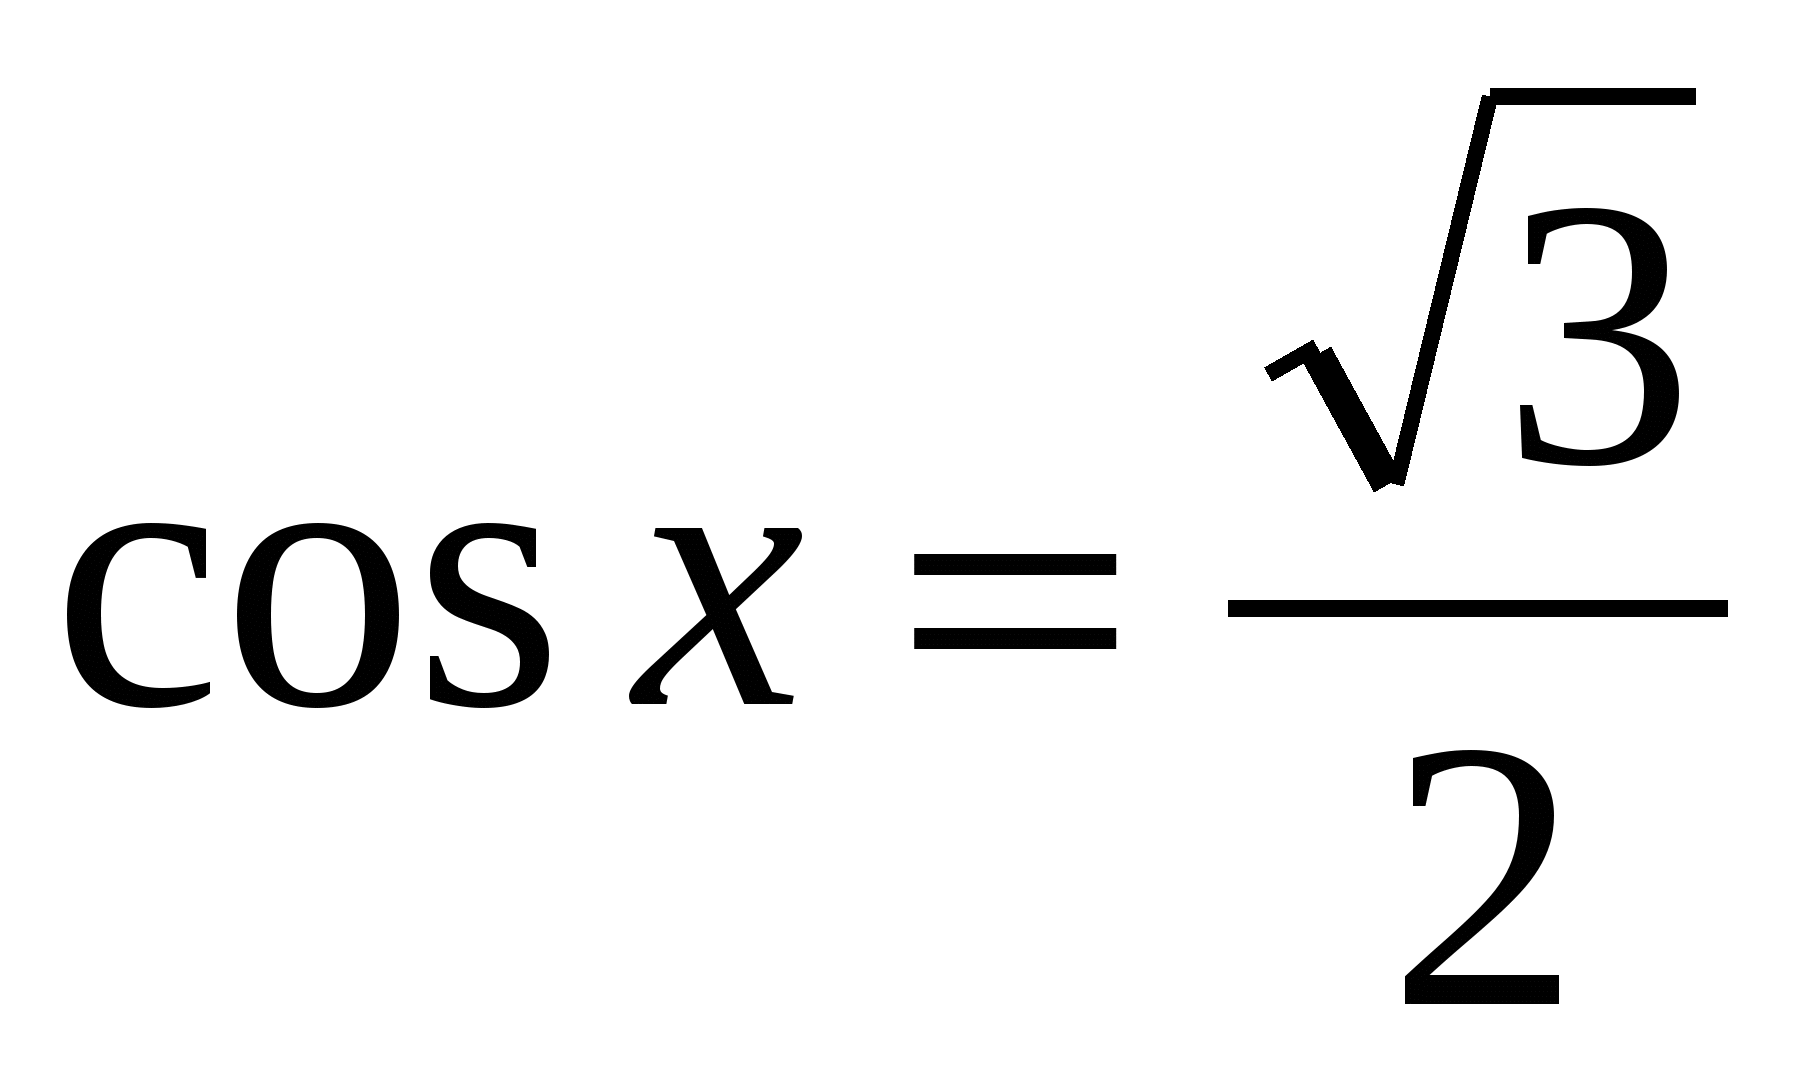 cos x = √3/2